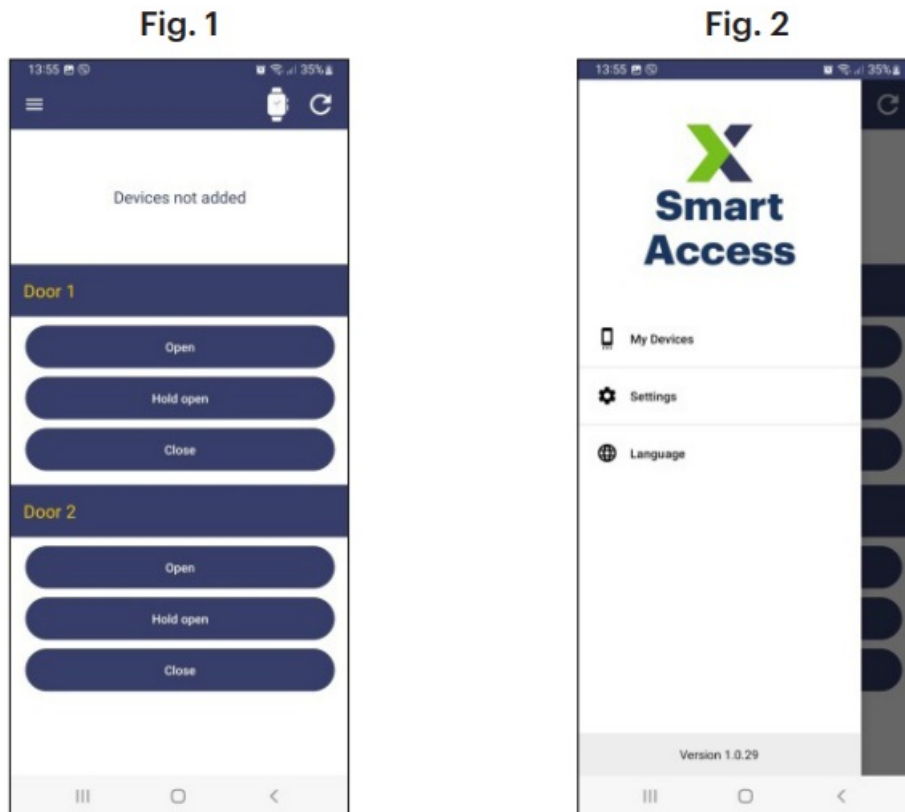 Fig. 1
13:55 35%
Devices not added
Door 1
Open
Hold open
Close
Door 2
Open
Hold open
Close
Fig. 2
13:55 35%
Smart
Access
My Devices
Settings
Language
Version 1.0.29